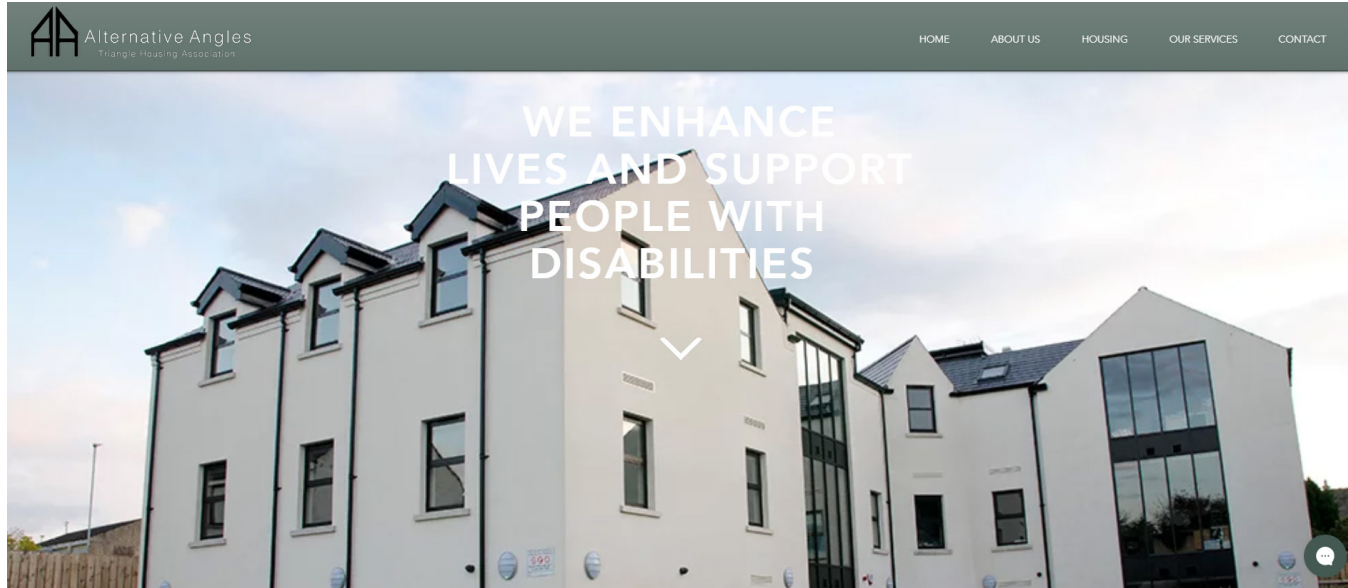 Alternative Angles
Triangle Housing Association
HOME
ABOUT US
HOUSING
OUR SERVICES
CONTACT
WE ENHANCE
LIVES AND SUPPORT
PEOPLE WITH
DISABILITIES